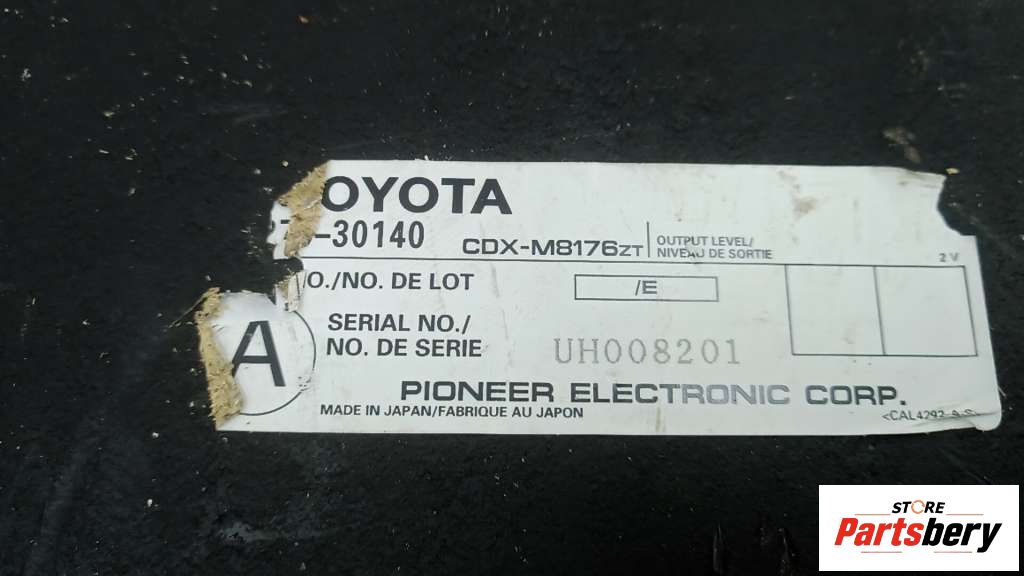 OYOTA
-30140 CDX-M8176ZT OUTPUT LEVEL/
NIVEAU DE SORTIE 2 V
O./NO. DE LOT /E
A
SERIAL NO./
NO. DE SERIE UH008201
PIONEER ELECTRONIC CORP.
MADE IN JAPAN/FABRIQUE AU JAPON
STORE
Partsbery